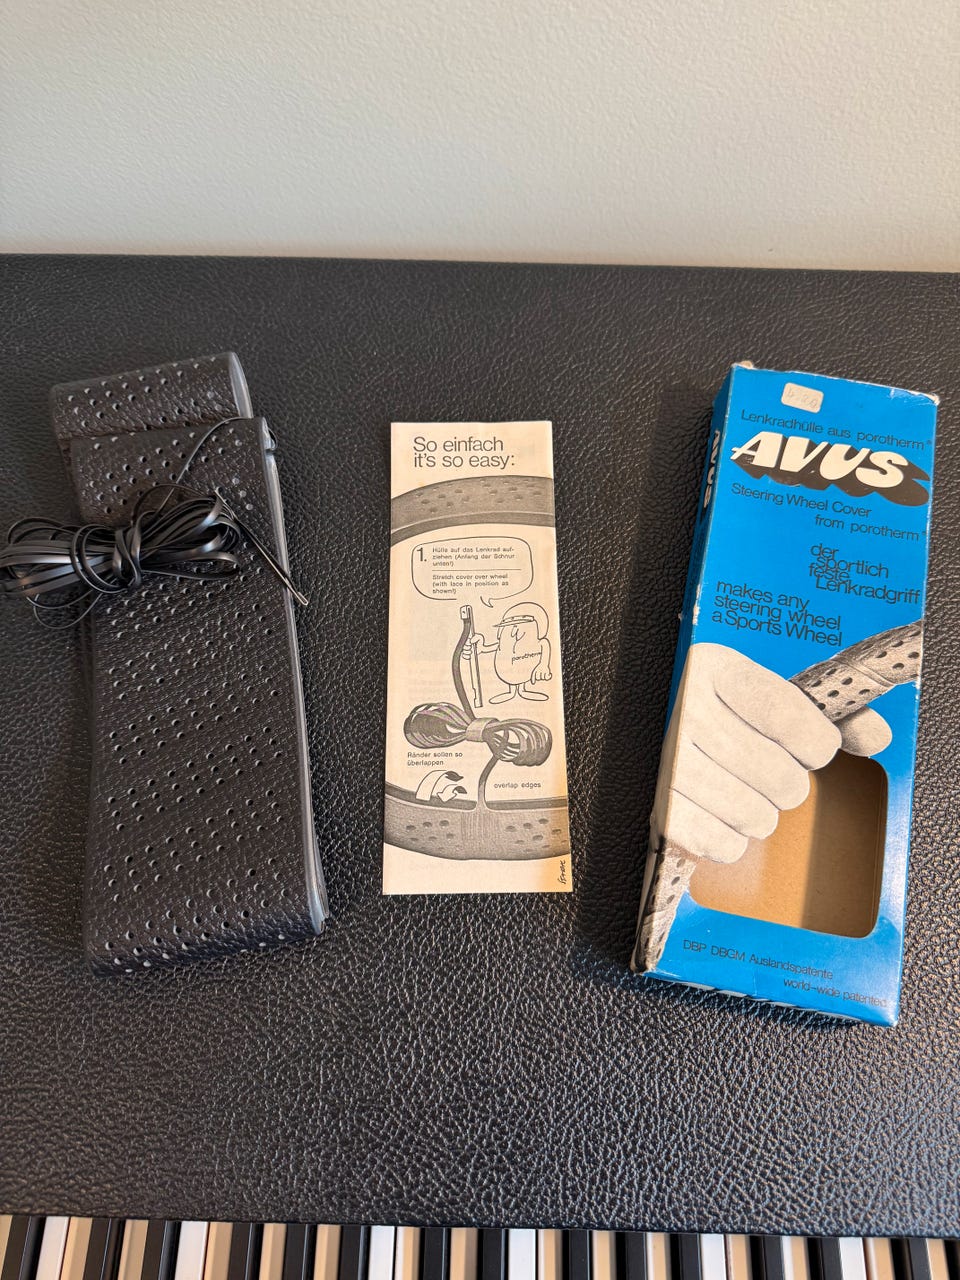 So einfach
it's so easy:
1. Hülle auf das Lenkrad auf-
ziehen (Anfang der Schnur
unten!)
Stretch cover over wheel
(with lace in position as
shown!)
porotherm
Ränder sollen so
überlappen
overlap edges
AVUS
Lenkradhülle aus porotherm®
AVUS
Steering Wheel Cover
from porotherm®
der
sportlich
feste
Lenkradgriff
makes any
steering wheel
a Sports Wheel
DBP DBGM Auslandspatente
world-wide patented